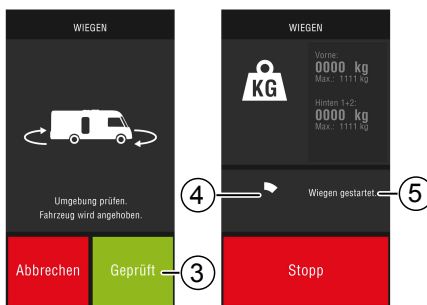 WIEGEN
Umgebung prüfen.
Fahrzeug wird angehoben.
Abbrechen
Geprüft
3
WIEGEN
KG
Vorne:
0000 kg
Max.: 1111 kg
Hinten 1+2:
0000 kg
Max.: 1111 kg
4
Wiegen gestartet.
5
Stopp